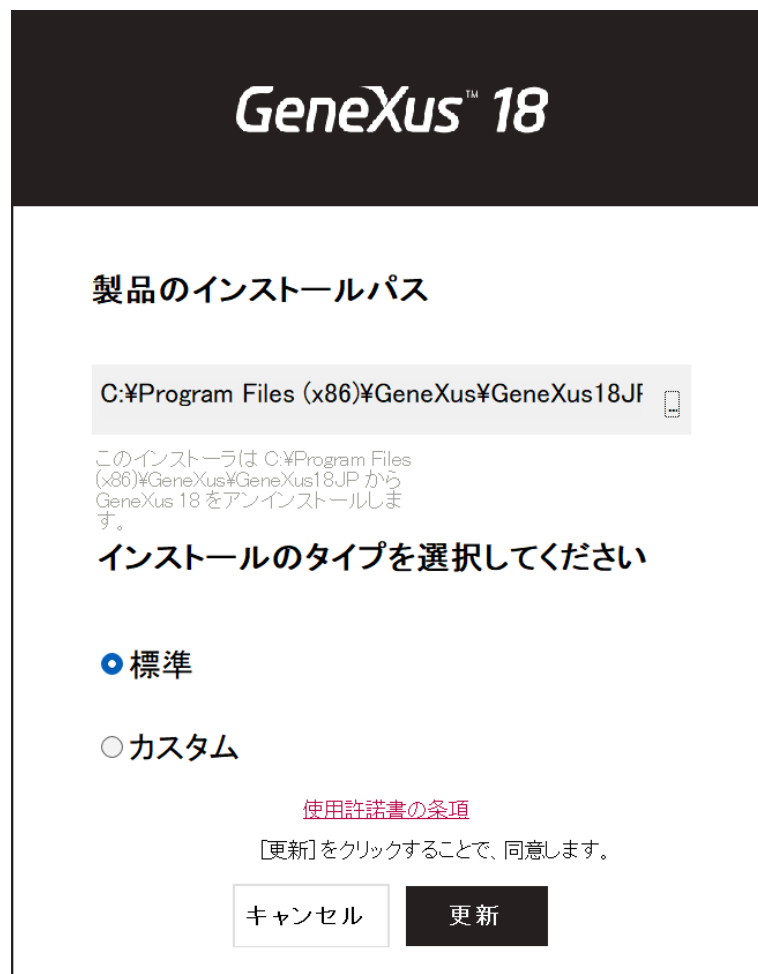 GeneXus™ 18
製品のインストールパス
C:¥Program Files (x86)¥GeneXus¥GeneXus18JP
...
このインストーラは C:¥Program Files
(x86)¥GeneXus¥GeneXus18JP から
GeneXus 18 をアンインストールしま
す。
インストールのタイプを選択してください
標準
カスタム
使用許諾書の条項
[更新]をクリックすることで、同意します。
キャンセル
更新